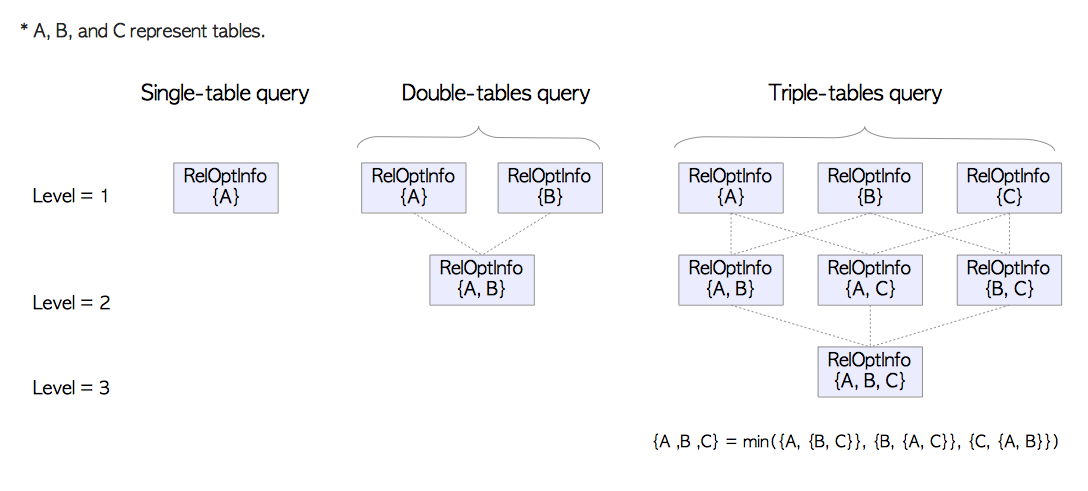 * A, B, and C represent tables.
Single-table query
Double-tables query
Triple-tables query
Level = 1
RelOptInfo
{A}
RelOptInfo
{A}
RelOptInfo
{B}
RelOptInfo
{A}
RelOptInfo
{B}
RelOptInfo
{C}
Level = 2
RelOptInfo
{A, B}
RelOptInfo
{A, B}
RelOptInfo
{A, C}
RelOptInfo
{B, C}
Level = 3
RelOptInfo
{A, B, C}
{A ,B ,C} = min({A, {B, C}}, {B, {A, C}}, {C, {A, B}})